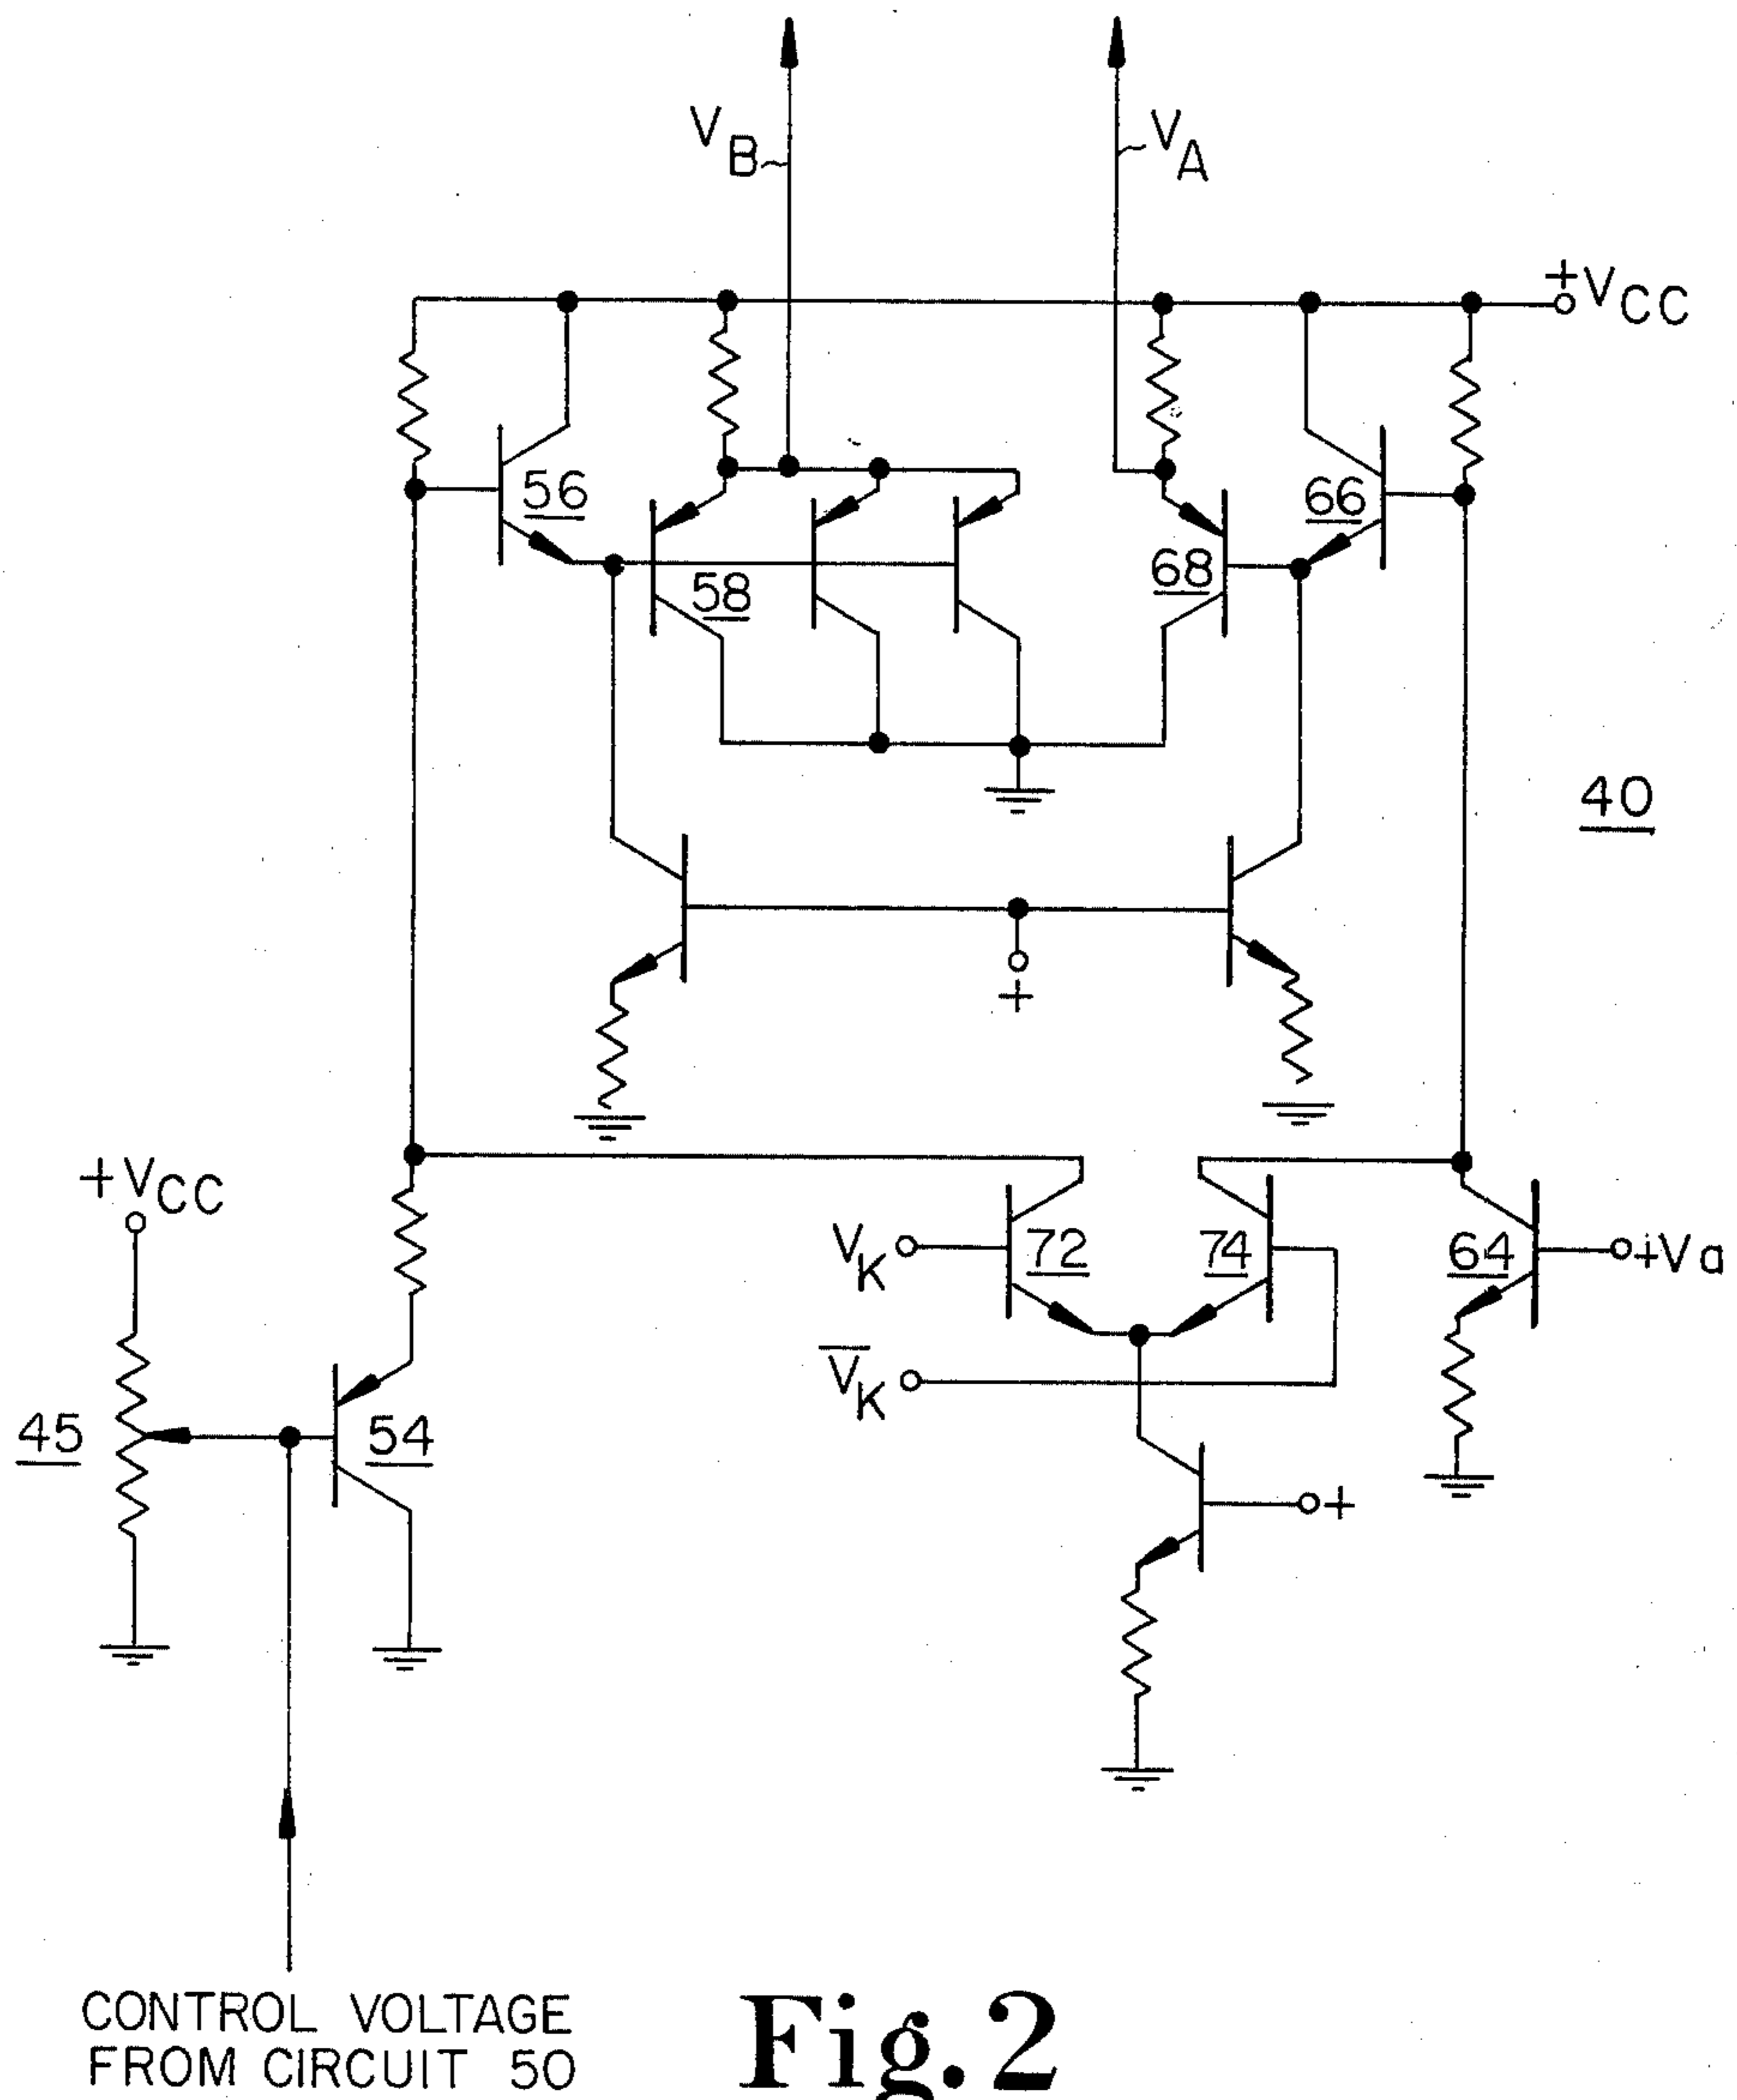 VB
VA
+VCC
56
66
58
68
40
+
+VCC
VK
72
74
64
+Va
V̅K
45
54
+
CONTROL VOLTAGE
FROM CIRCUIT 50
Fig. 2